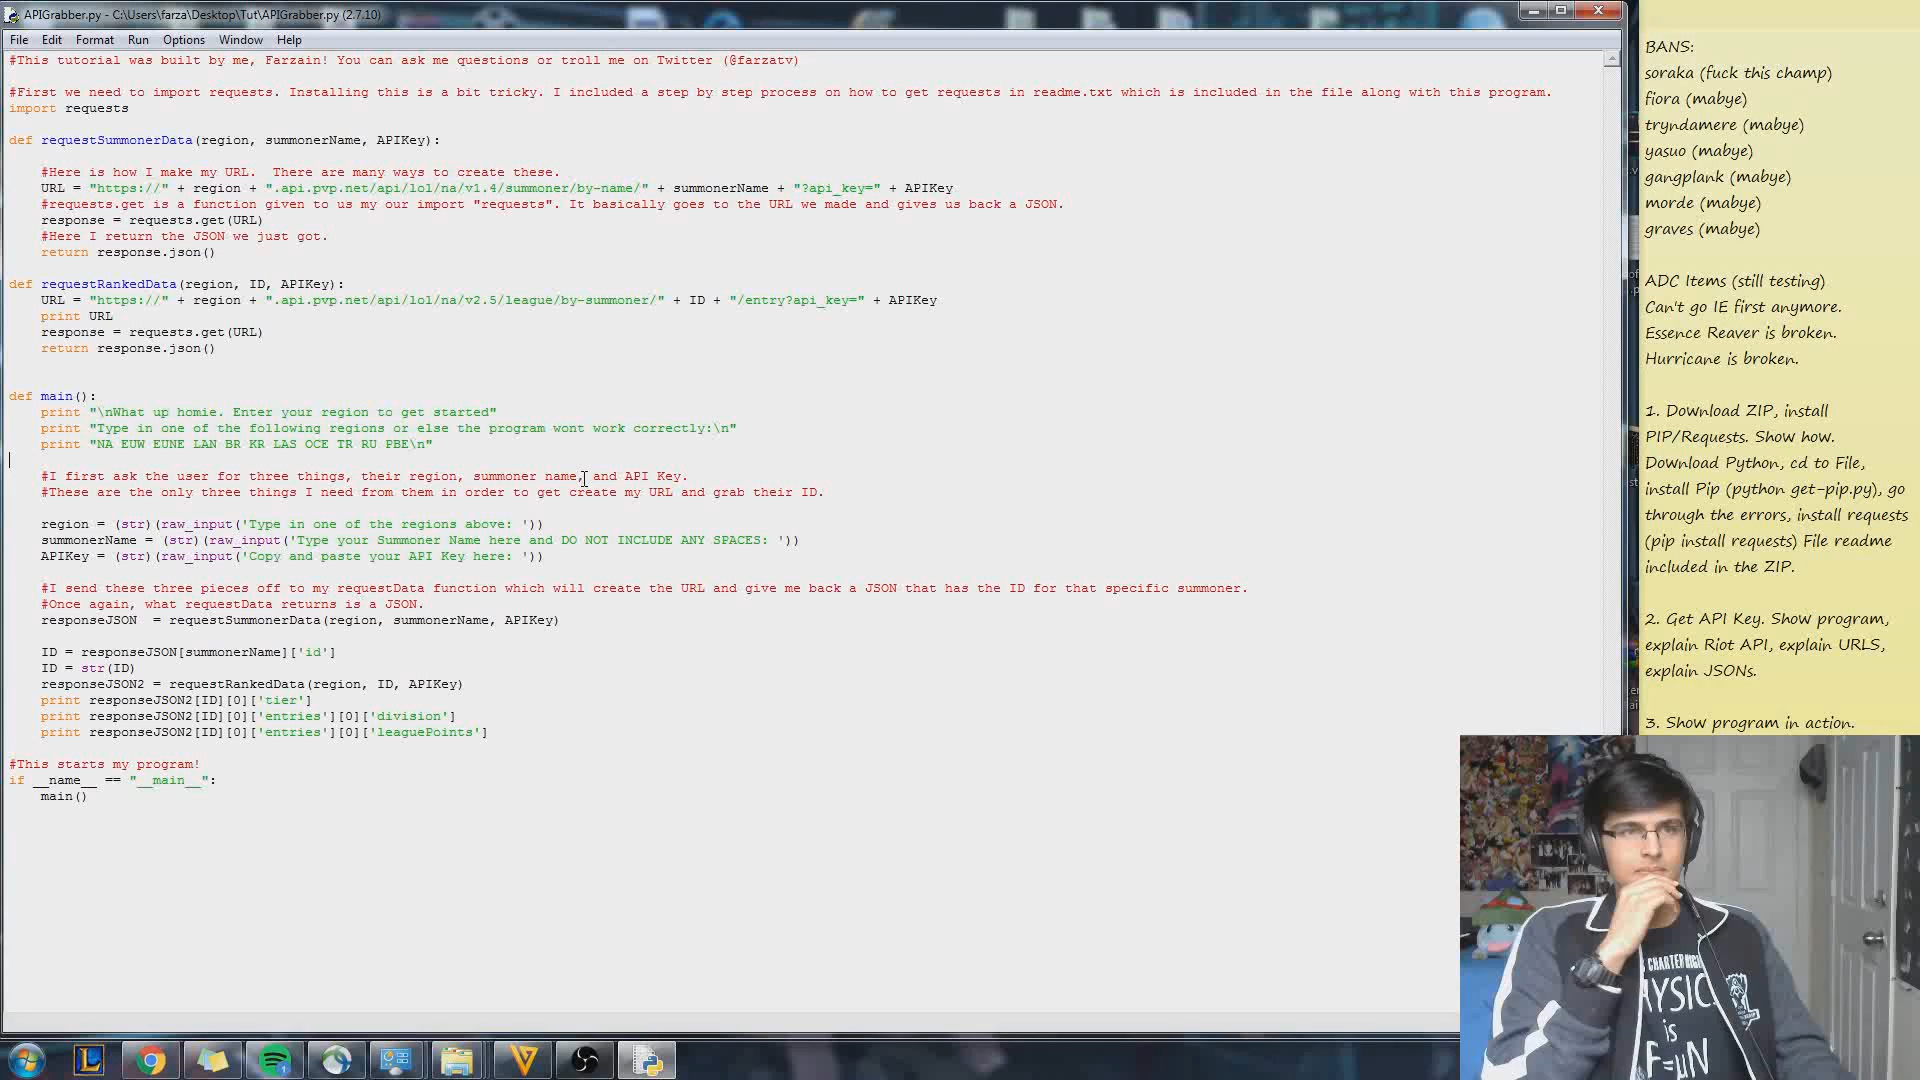 APIGrabber.py - C:\Users\farza\Desktop\Tut\APIGrabber.py (2.7.10)
File Edit Format Run Options Window Help
#This tutorial was built by me, Farzain! You can ask me questions or troll me on Twitter (@farzatv)
#First we need to import requests. Installing this is a bit tricky. I included a step by step process on how to get requests in readme.txt which is included in the file along with this program.
import requests
def requestSummonerData(region, summonerName, APIKey):
#Here is how I make my URL.  There are many ways to create these.
URL = "https://" + region + ".api.pvp.net/api/lol/na/v1.4/summoner/by-name/" + summonerName + "?api_key=" + APIKey
#requests.get is a function given to us my our import "requests". It basically goes to the URL we made and gives us back a JSON.
response = requests.get(URL)
#Here I return the JSON we just got.
return response.json()
def requestRankedData(region, ID, APIKey):
URL = "https://" + region + ".api.pvp.net/api/lol/na/v2.5/league/by-summoner/" + ID + "/entry?api_key=" + APIKey
print URL
response = requests.get(URL)
return response.json()
def main():
print "\nWhat up homie. Enter your region to get started"
print "Type in one of the following regions or else the program wont work correctly:\n"
print "NA EUW EUNE LAN BR KR LAS OCE TR RU PBE\n"
#I first ask the user for three things, their region, summoner name, and API Key.
#These are the only three things I need from them in order to get create my URL and grab their ID.
region = (str)(raw_input('Type in one of the regions above: '))
summonerName = (str)(raw_input('Type your Summoner Name here and DO NOT INCLUDE ANY SPACES: '))
APIKey = (str)(raw_input('Copy and paste your API Key here: '))
#I send these three pieces off to my requestData function which will create the URL and give me back a JSON that has the ID for that specific summoner.
#Once again, what requestData returns is a JSON.
responseJSON  = requestSummonerData(region, summonerName, APIKey)
ID = responseJSON[summonerName]['id']
ID = str(ID)
responseJSON2 = requestRankedData(region, ID, APIKey)
print responseJSON2[ID][0]['tier']
print responseJSON2[ID][0]['entries'][0]['division']
print responseJSON2[ID][0]['entries'][0]['leaguePoints']
#This starts my program!
if __name__ == "__main__":
main()
BANS:
soraka (fuck this champ)
fiora (mabye)
tryndamere (mabye)
yasuo (mabye)
gangplank (mabye)
morde (mabye)
graves (mabye)
ADC Items (still testing)
Can't go IE first anymore.
Essence Reaver is broken.
Hurricane is broken.
1. Download ZIP, install
PIP/Requests. Show how.
Download Python, cd to File,
install Pip (python get-pip.py), go
through the errors, install requests
(pip install requests) File readme
included in the ZIP.
2. Get API Key. Show program,
explain Riot API, explain URLS,
explain JSONs.
3. Show program in action.
CHARTER
is